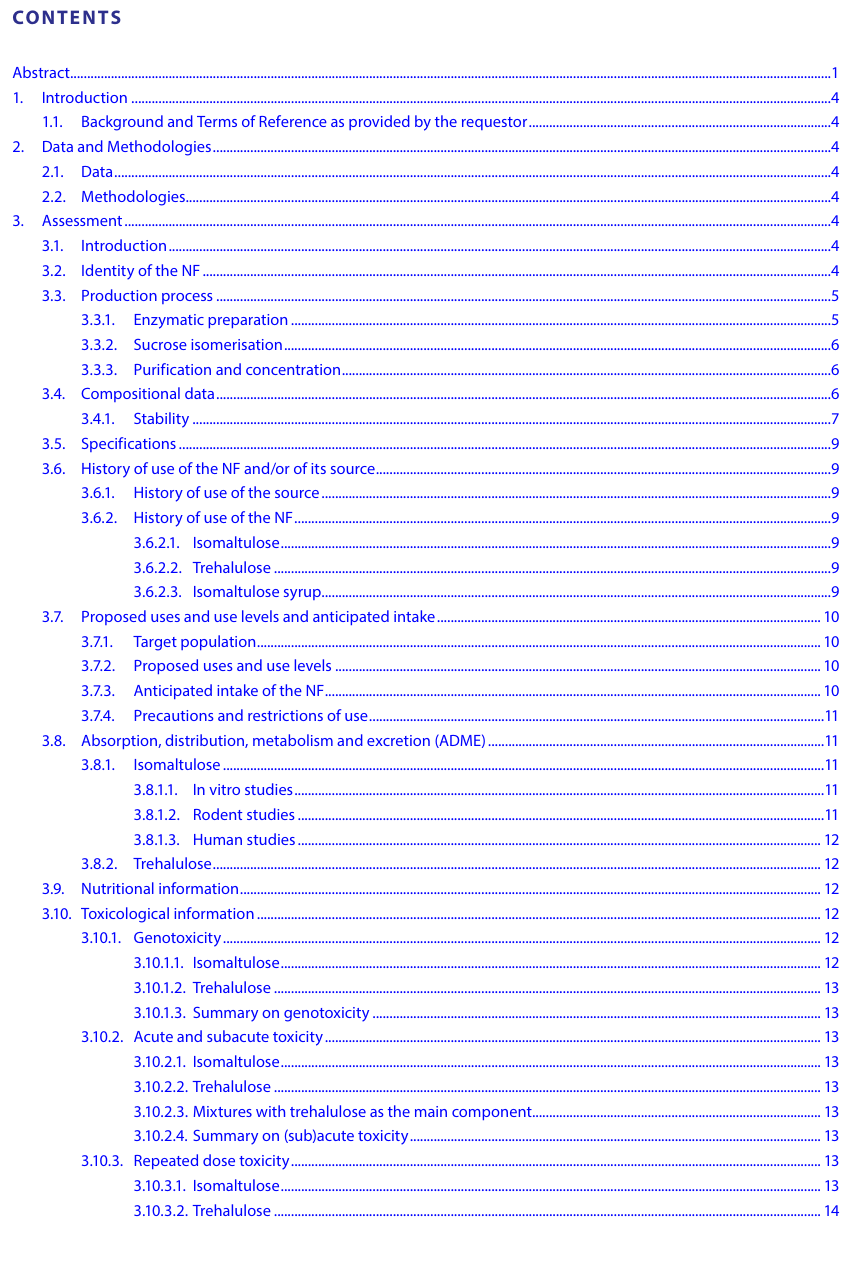 CONTENTS
Abstract 1
1. Introduction 4
1.1. Background and Terms of Reference as provided by the requestor 4
2. Data and Methodologies 4
2.1. Data 4
2.2. Methodologies 4
3. Assessment 4
3.1. Introduction 4
3.2. Identity of the NF 4
3.3. Production process 5
3.3.1. Enzymatic preparation 5
3.3.2. Sucrose isomerisation 6
3.3.3. Purification and concentration 6
3.4. Compositional data 6
3.4.1. Stability 7
3.5. Specifications 9
3.6. History of use of the NF and/or of its source 9
3.6.1. History of use of the source 9
3.6.2. History of use of the NF 9
3.6.2.1. Isomaltulose 9
3.6.2.2. Trehalulose 9
3.6.2.3. Isomaltulose syrup 9
3.7. Proposed uses and use levels and anticipated intake 10
3.7.1. Target population 10
3.7.2. Proposed uses and use levels 10
3.7.3. Anticipated intake of the NF 10
3.7.4. Precautions and restrictions of use 11
3.8. Absorption, distribution, metabolism and excretion (ADME) 11
3.8.1. Isomaltulose 11
3.8.1.1. In vitro studies 11
3.8.1.2. Rodent studies 11
3.8.1.3. Human studies 12
3.8.2. Trehalulose 12
3.9. Nutritional information 12
3.10. Toxicological information 12
3.10.1. Genotoxicity 12
3.10.1.1. Isomaltulose 12
3.10.1.2. Trehalulose 13
3.10.1.3. Summary on genotoxicity 13
3.10.2. Acute and subacute toxicity 13
3.10.2.1. Isomaltulose 13
3.10.2.2. Trehalulose 13
3.10.2.3. Mixtures with trehalulose as the main component 13
3.10.2.4. Summary on (sub)acute toxicity 13
3.10.3. Repeated dose toxicity 13
3.10.3.1. Isomaltulose 13
3.10.3.2. Trehalulose 14